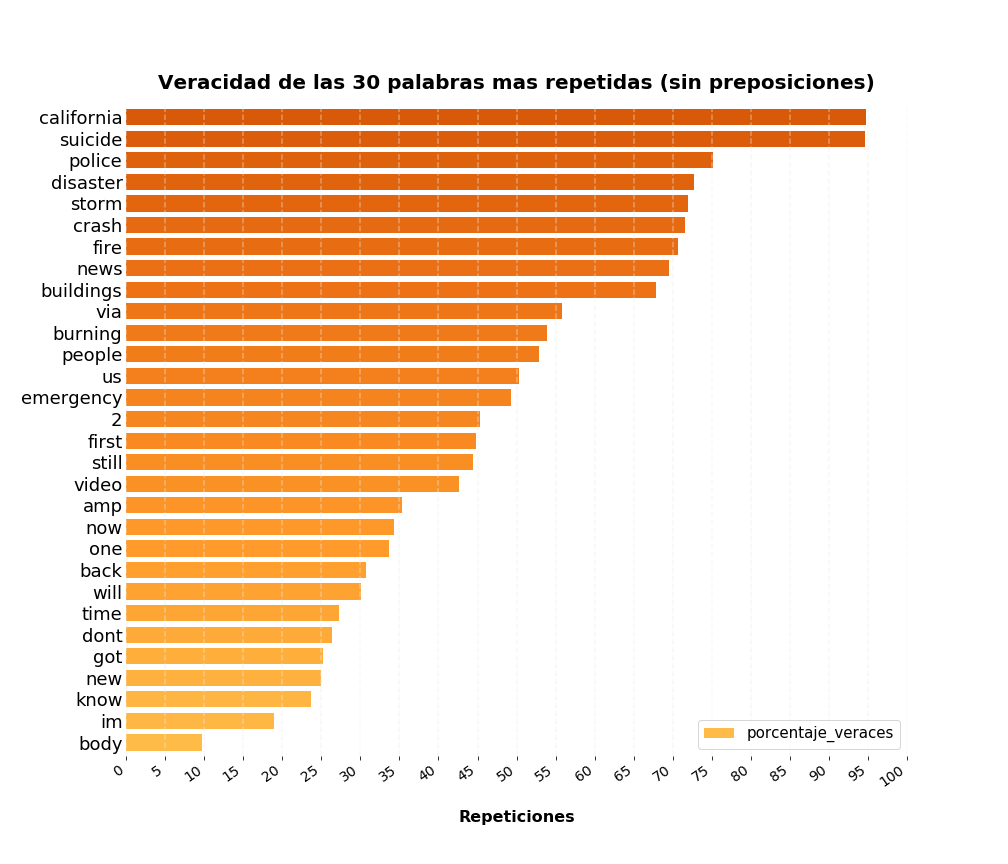 Veracidad de las 30 palabras mas repetidas (sin preposiciones)
california
suicide
police
disaster
storm
crash
fire
news
buildings
via
burning
people
us
emergency
2
first
still
video
amp
now
one
back
will
time
dont
got
new
know
im
body
porcentaje_veraces
0 5 10 15 20 25 30 35 40 45 50 55 60 65 70 75 80 85 90 95 100
Repeticiones